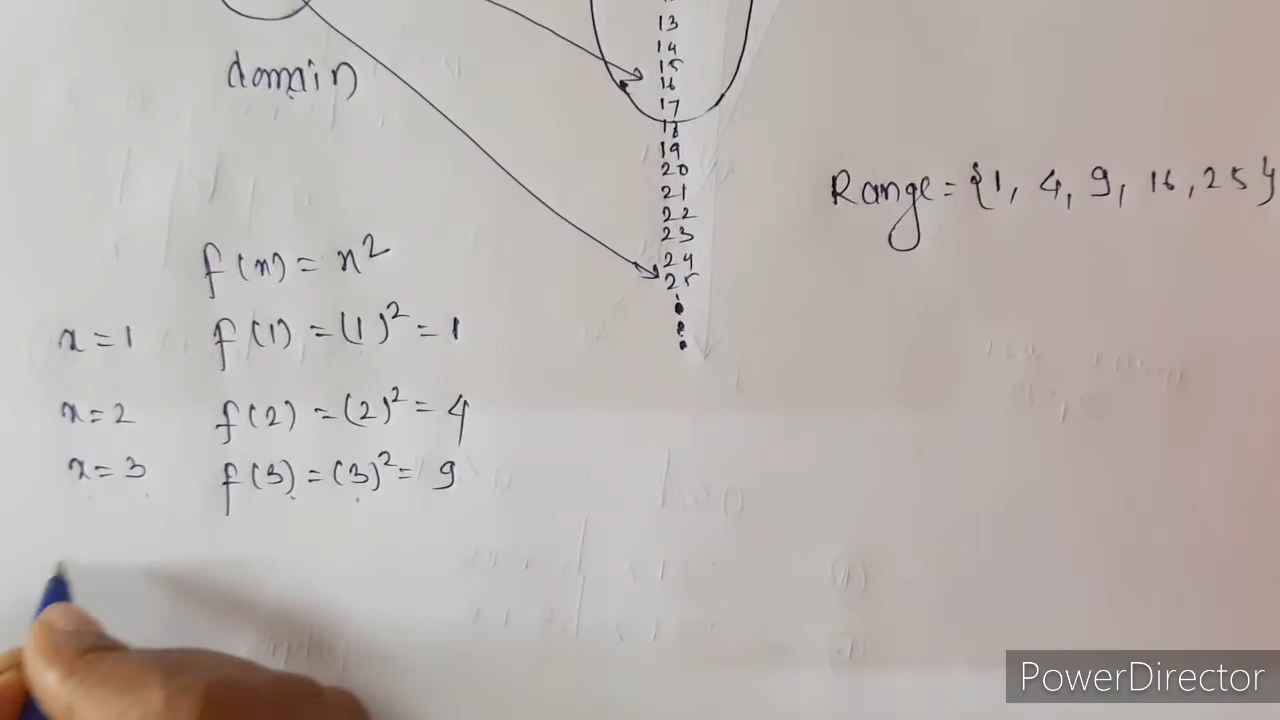 13
14
15
16
17
18
19
20
21
22
23
24
25
domain
Range = {1, 4, 9, 16, 25}
f(x) = x²
x=1 f(1) = (1)² = 1
x=2 f(2) = (2)² = 4
x=3 f(3) = (3)² = 9
PowerDirector